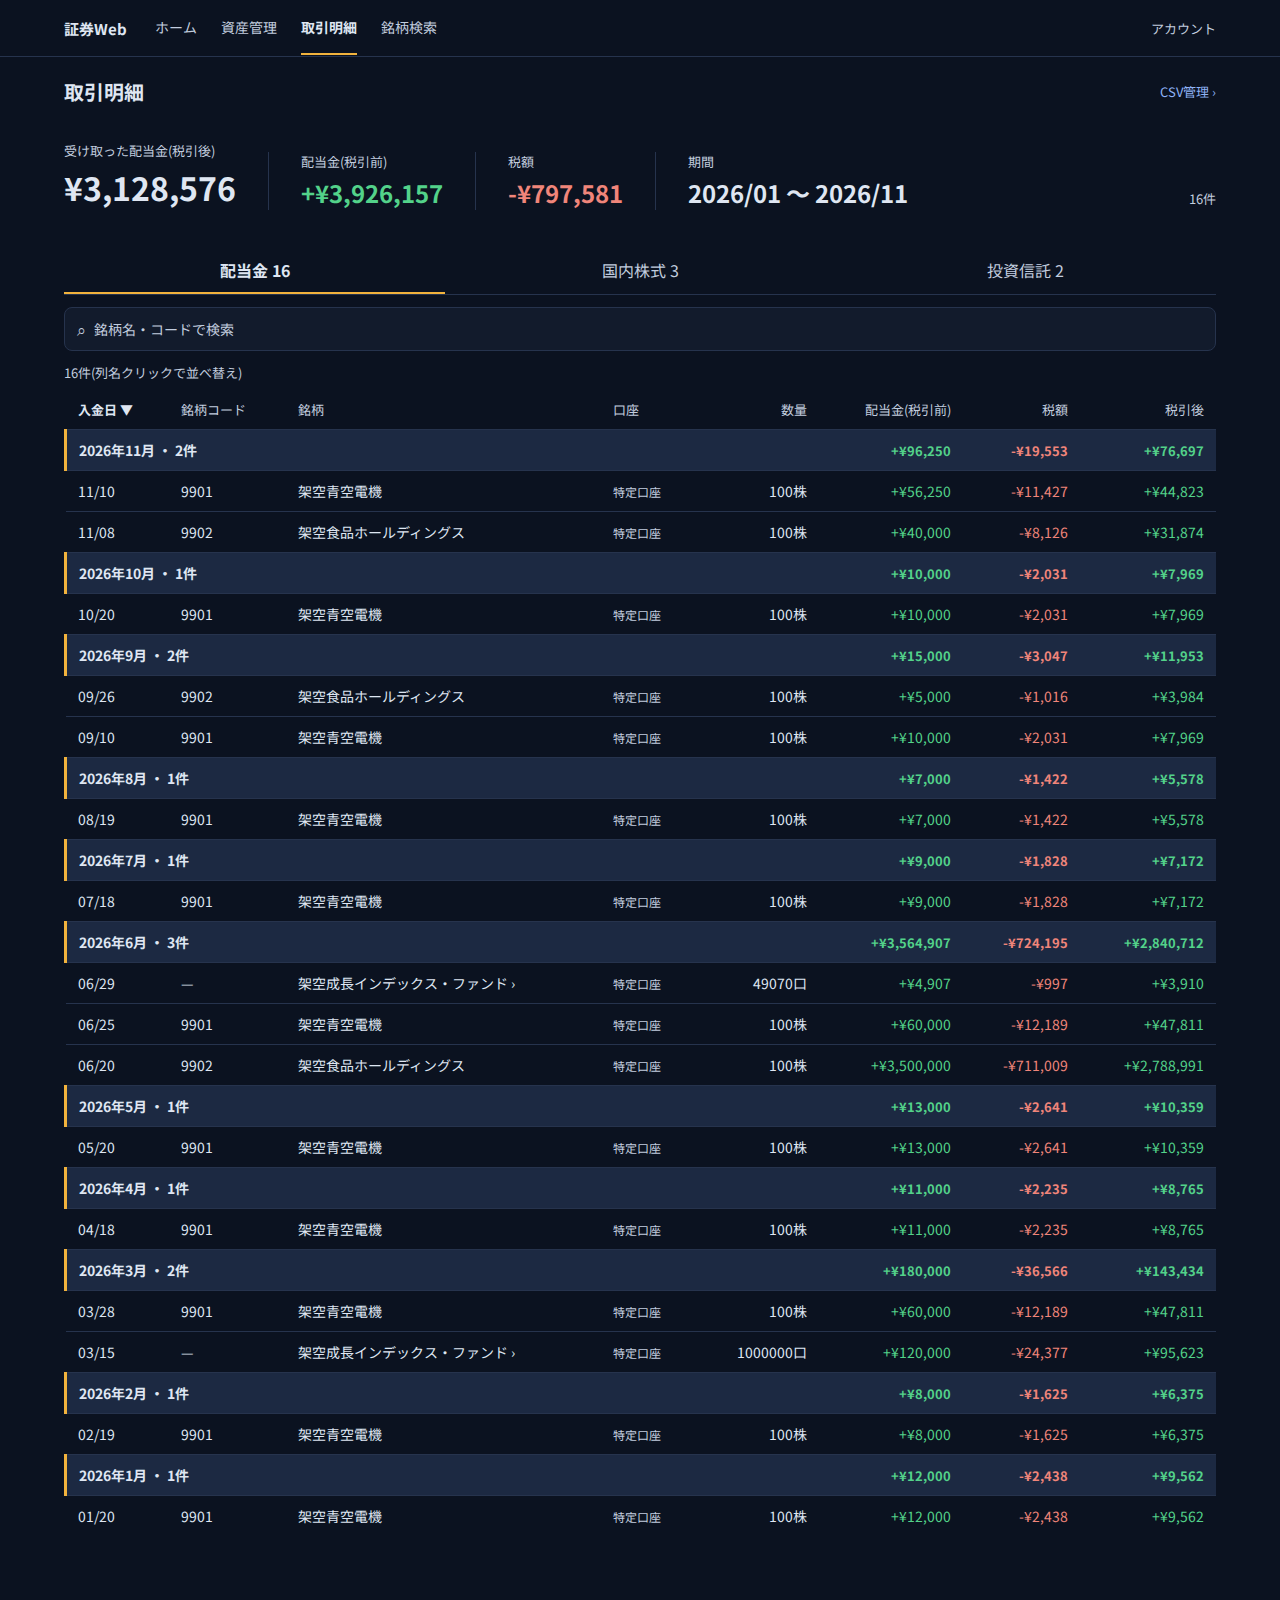 証券Web ホーム 資産管理 取引明細 銘柄検索 アカウント
取引明細 CSV管理 ›
受け取った配当金(税引後) 配当金(税引前) 税額 期間
¥3,128,576 +¥3,926,157 -¥797,581 2026/01 〜 2026/11 16件
配当金 16 国内株式 3 投資信託 2
⌕ 銘柄名・コードで検索
16件(列名クリックで並べ替え)
入金日 ▼ 銘柄コード 銘柄 口座 数量 配当金(税引前) 税額 税引後
2026年11月 ・ 2件 +¥96,250 -¥19,553 +¥76,697
11/10 9901 架空青空電機 特定口座 100株 +¥56,250 -¥11,427 +¥44,823
11/08 9902 架空食品ホールディングス 特定口座 100株 +¥40,000 -¥8,126 +¥31,874
2026年10月 ・ 1件 +¥10,000 -¥2,031 +¥7,969
10/20 9901 架空青空電機 特定口座 100株 +¥10,000 -¥2,031 +¥7,969
2026年9月 ・ 2件 +¥15,000 -¥3,047 +¥11,953
09/26 9902 架空食品ホールディングス 特定口座 100株 +¥5,000 -¥1,016 +¥3,984
09/10 9901 架空青空電機 特定口座 100株 +¥10,000 -¥2,031 +¥7,969
2026年8月 ・ 1件 +¥7,000 -¥1,422 +¥5,578
08/19 9901 架空青空電機 特定口座 100株 +¥7,000 -¥1,422 +¥5,578
2026年7月 ・ 1件 +¥9,000 -¥1,828 +¥7,172
07/18 9901 架空青空電機 特定口座 100株 +¥9,000 -¥1,828 +¥7,172
2026年6月 ・ 3件 +¥3,564,907 -¥724,195 +¥2,840,712
06/29 — 架空成長インデックス・ファンド › 特定口座 49070口 +¥4,907 -¥997 +¥3,910
06/25 9901 架空青空電機 特定口座 100株 +¥60,000 -¥12,189 +¥47,811
06/20 9902 架空食品ホールディングス 特定口座 100株 +¥3,500,000 -¥711,009 +¥2,788,991
2026年5月 ・ 1件 +¥13,000 -¥2,641 +¥10,359
05/20 9901 架空青空電機 特定口座 100株 +¥13,000 -¥2,641 +¥10,359
2026年4月 ・ 1件 +¥11,000 -¥2,235 +¥8,765
04/18 9901 架空青空電機 特定口座 100株 +¥11,000 -¥2,235 +¥8,765
2026年3月 ・ 2件 +¥180,000 -¥36,566 +¥143,434
03/28 9901 架空青空電機 特定口座 100株 +¥60,000 -¥12,189 +¥47,811
03/15 — 架空成長インデックス・ファンド › 特定口座 1000000口 +¥120,000 -¥24,377 +¥95,623
2026年2月 ・ 1件 +¥8,000 -¥1,625 +¥6,375
02/19 9901 架空青空電機 特定口座 100株 +¥8,000 -¥1,625 +¥6,375
2026年1月 ・ 1件 +¥12,000 -¥2,438 +¥9,562
01/20 9901 架空青空電機 特定口座 100株 +¥12,000 -¥2,438 +¥9,562